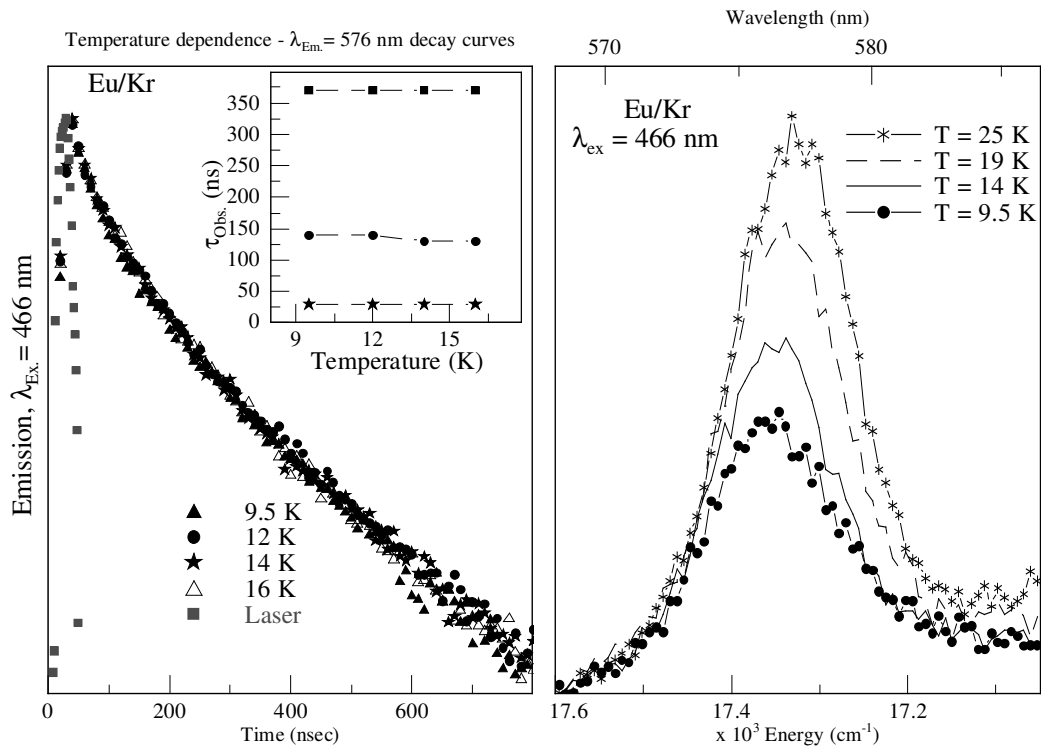 Temperature dependence - λEm.= 576 nm decay curves
Eu/Kr
Emission, λEx. = 466 nm
350
300
250
200
150
100
50
0
τObs. (ns)
9 12 15
Temperature (K)
9.5 K
12 K
14 K
16 K
Laser
0 200 400 600
Time (nsec)
Wavelength (nm)
570 580
Eu/Kr
λex = 466 nm
T = 25 K
T = 19 K
T = 14 K
T = 9.5 K
17.6 17.4 17.2
x 10³ Energy (cm⁻¹)